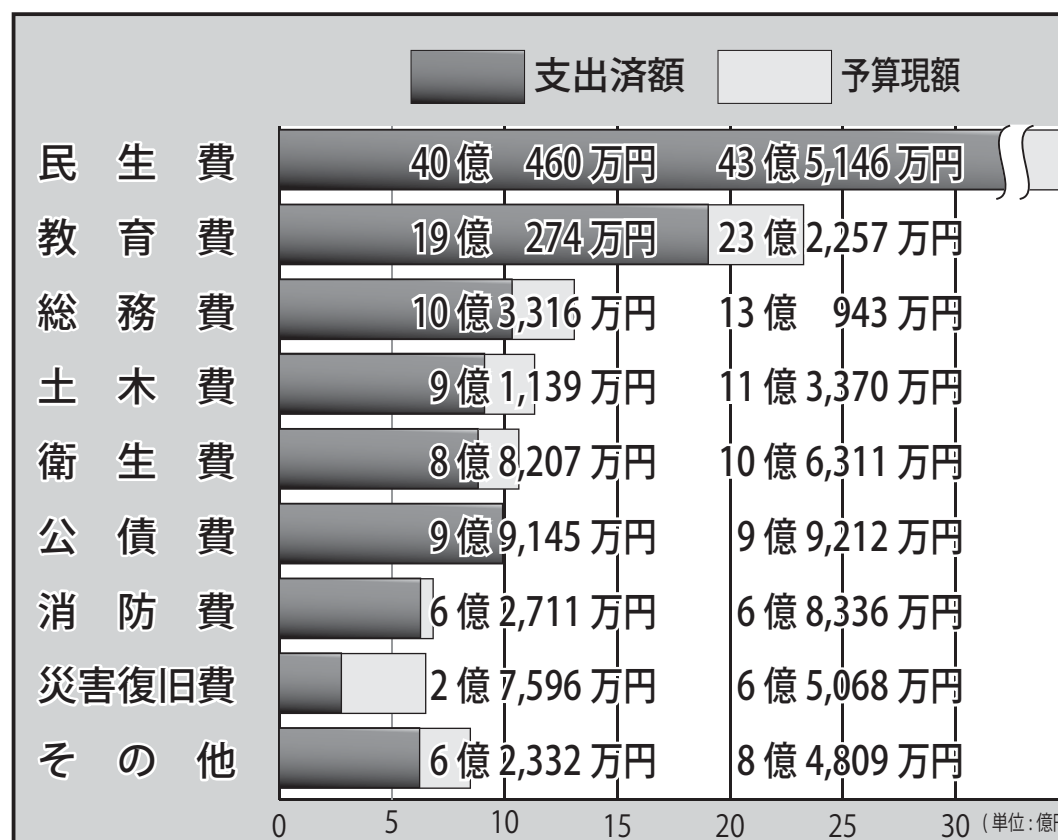 支出済額 予算現額
民生費 40億 460万円 43億5,146万円
教育費 19億 274万円 23億2,257万円
総務費 10億3,316万円 13億 943万円
土木費 9億1,139万円 11億3,370万円
衛生費 8億8,207万円 10億6,311万円
公債費 9億9,145万円 9億9,212万円
消防費 6億2,711万円 6億8,336万円
災害復旧費 2億7,596万円 6億5,068万円
その他 6億2,332万円 8億4,809万円
0 5 10 15 20 25 30 (単位:億